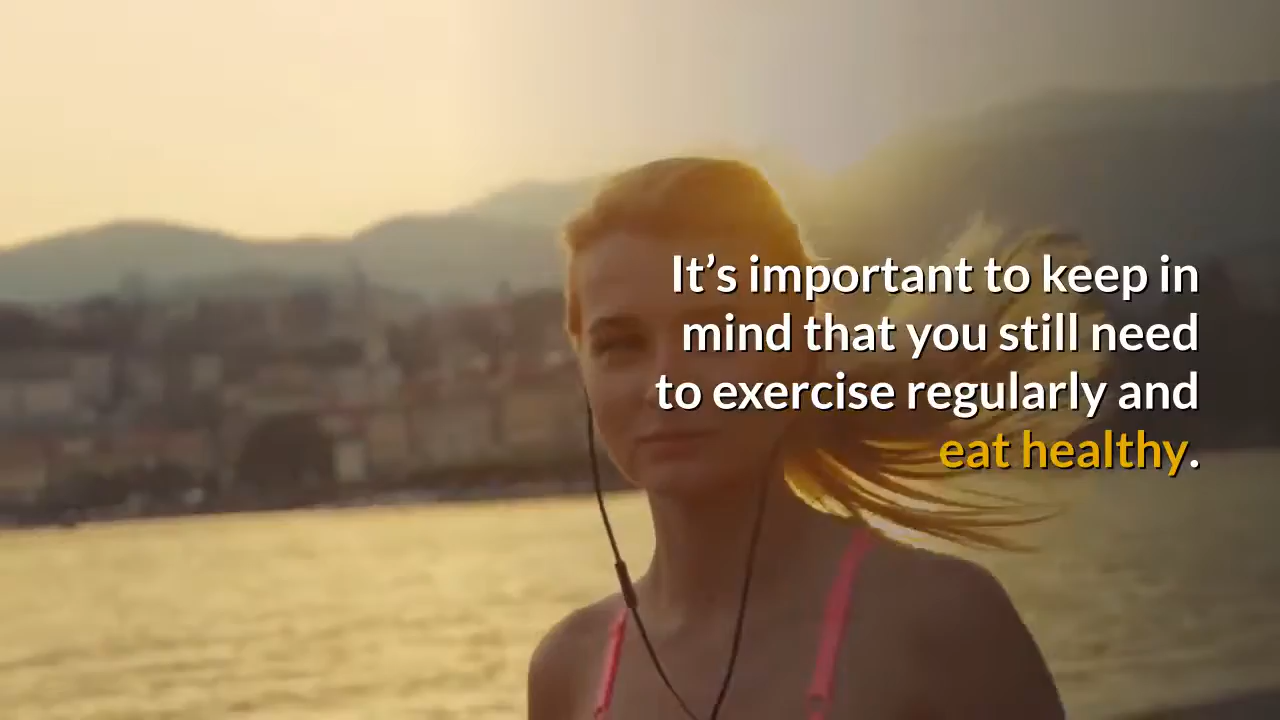 It’s important to keep in
mind that you still need
to exercise regularly and
eat healthy.